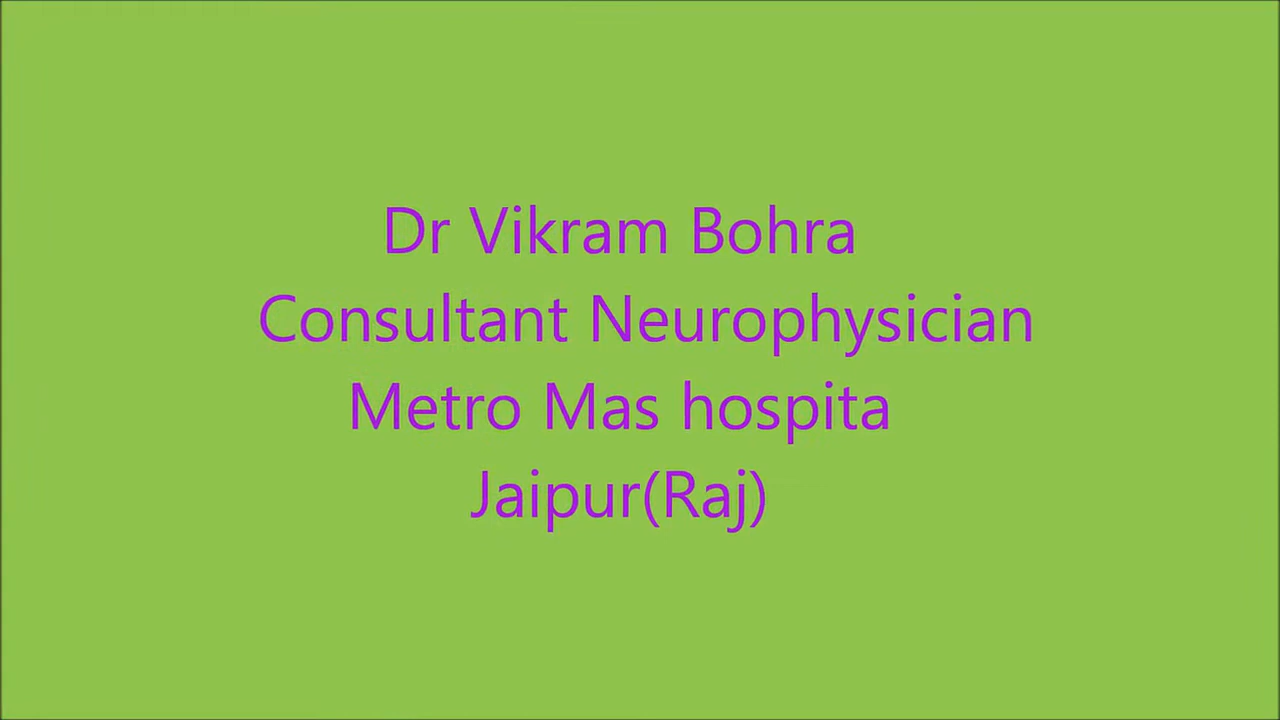 Dr Vikram Bohra
Consultant Neurophysician
Metro Mas hospita
Jaipur(Raj)